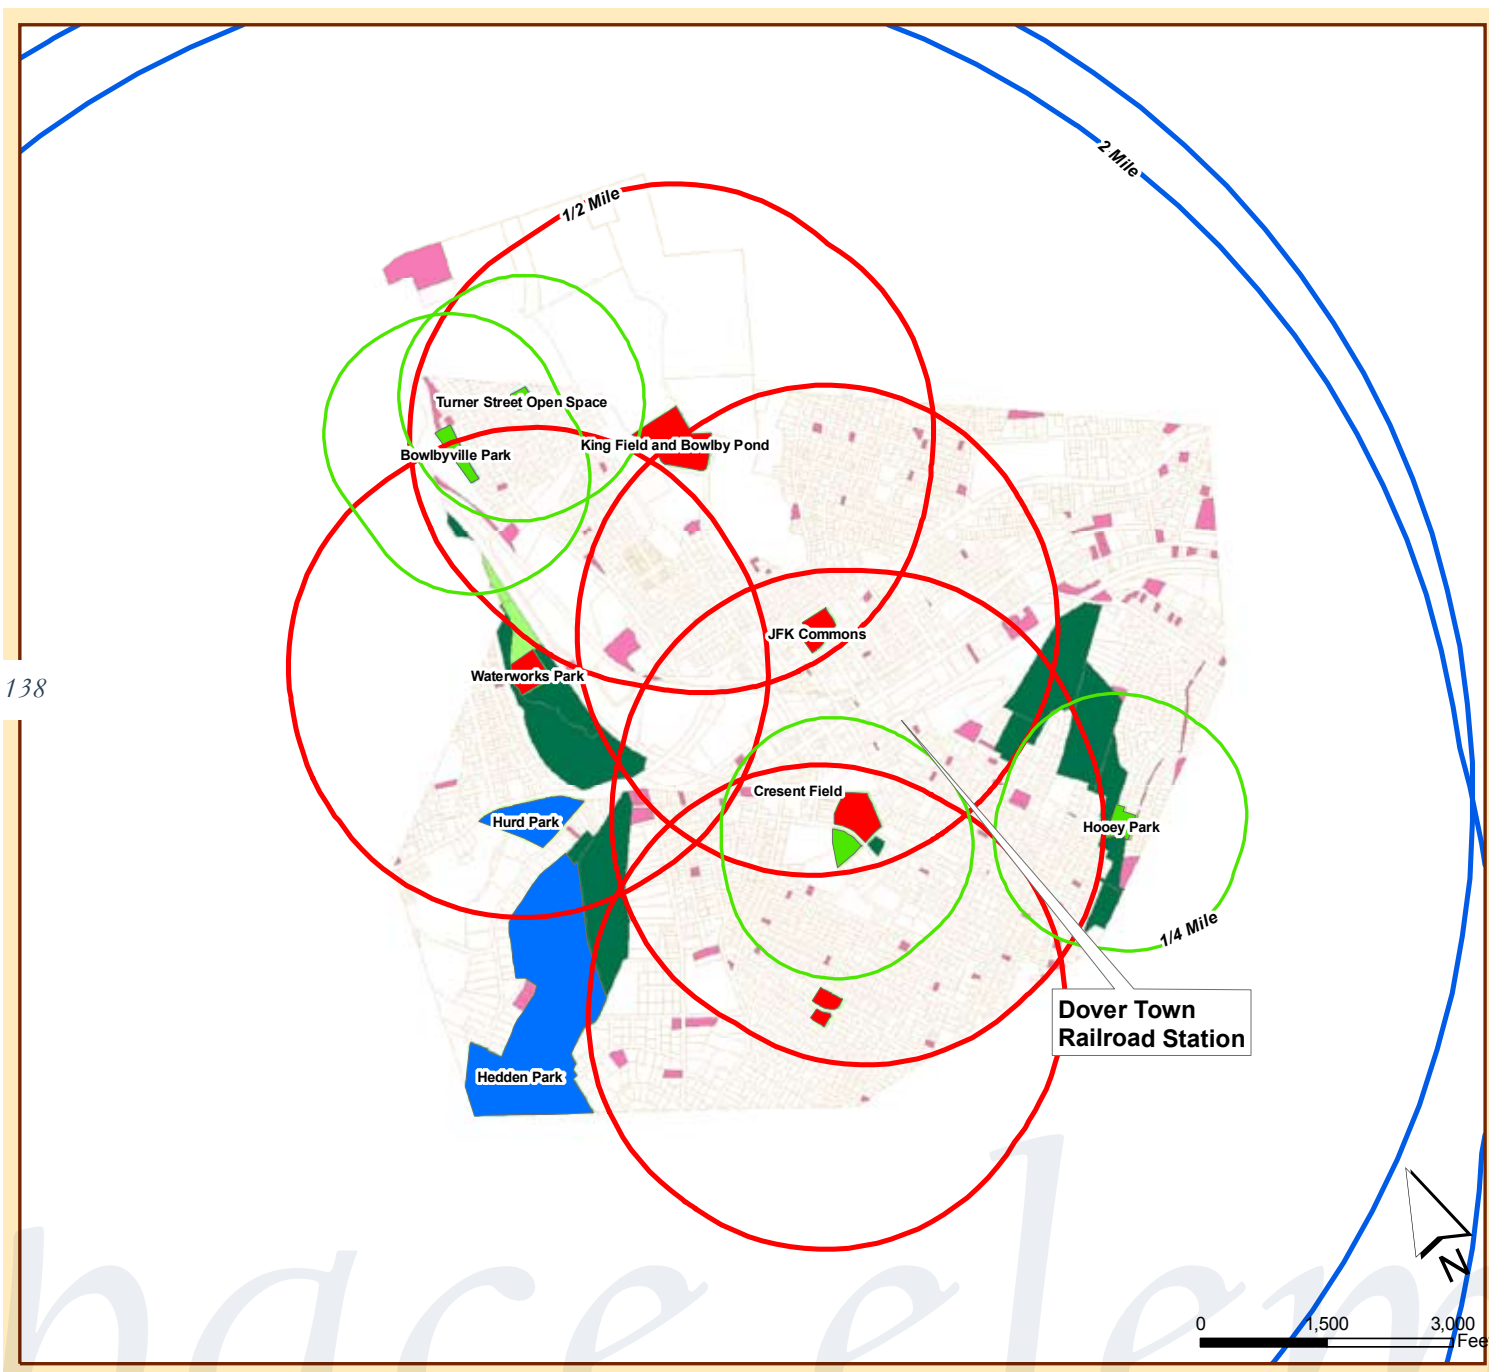 2 Mile
1/2 Mile
Turner Street Open Space
King Field and Bowlby Pond
Bowlbyville Park
JFK Commons
Waterworks Park
138
Cresent Field
Hurd Park
Hooey Park
1/4 Mile
Dover Town
Railroad Station
Hedden Park
N
0 1,500 3,000
Fee
pace elem